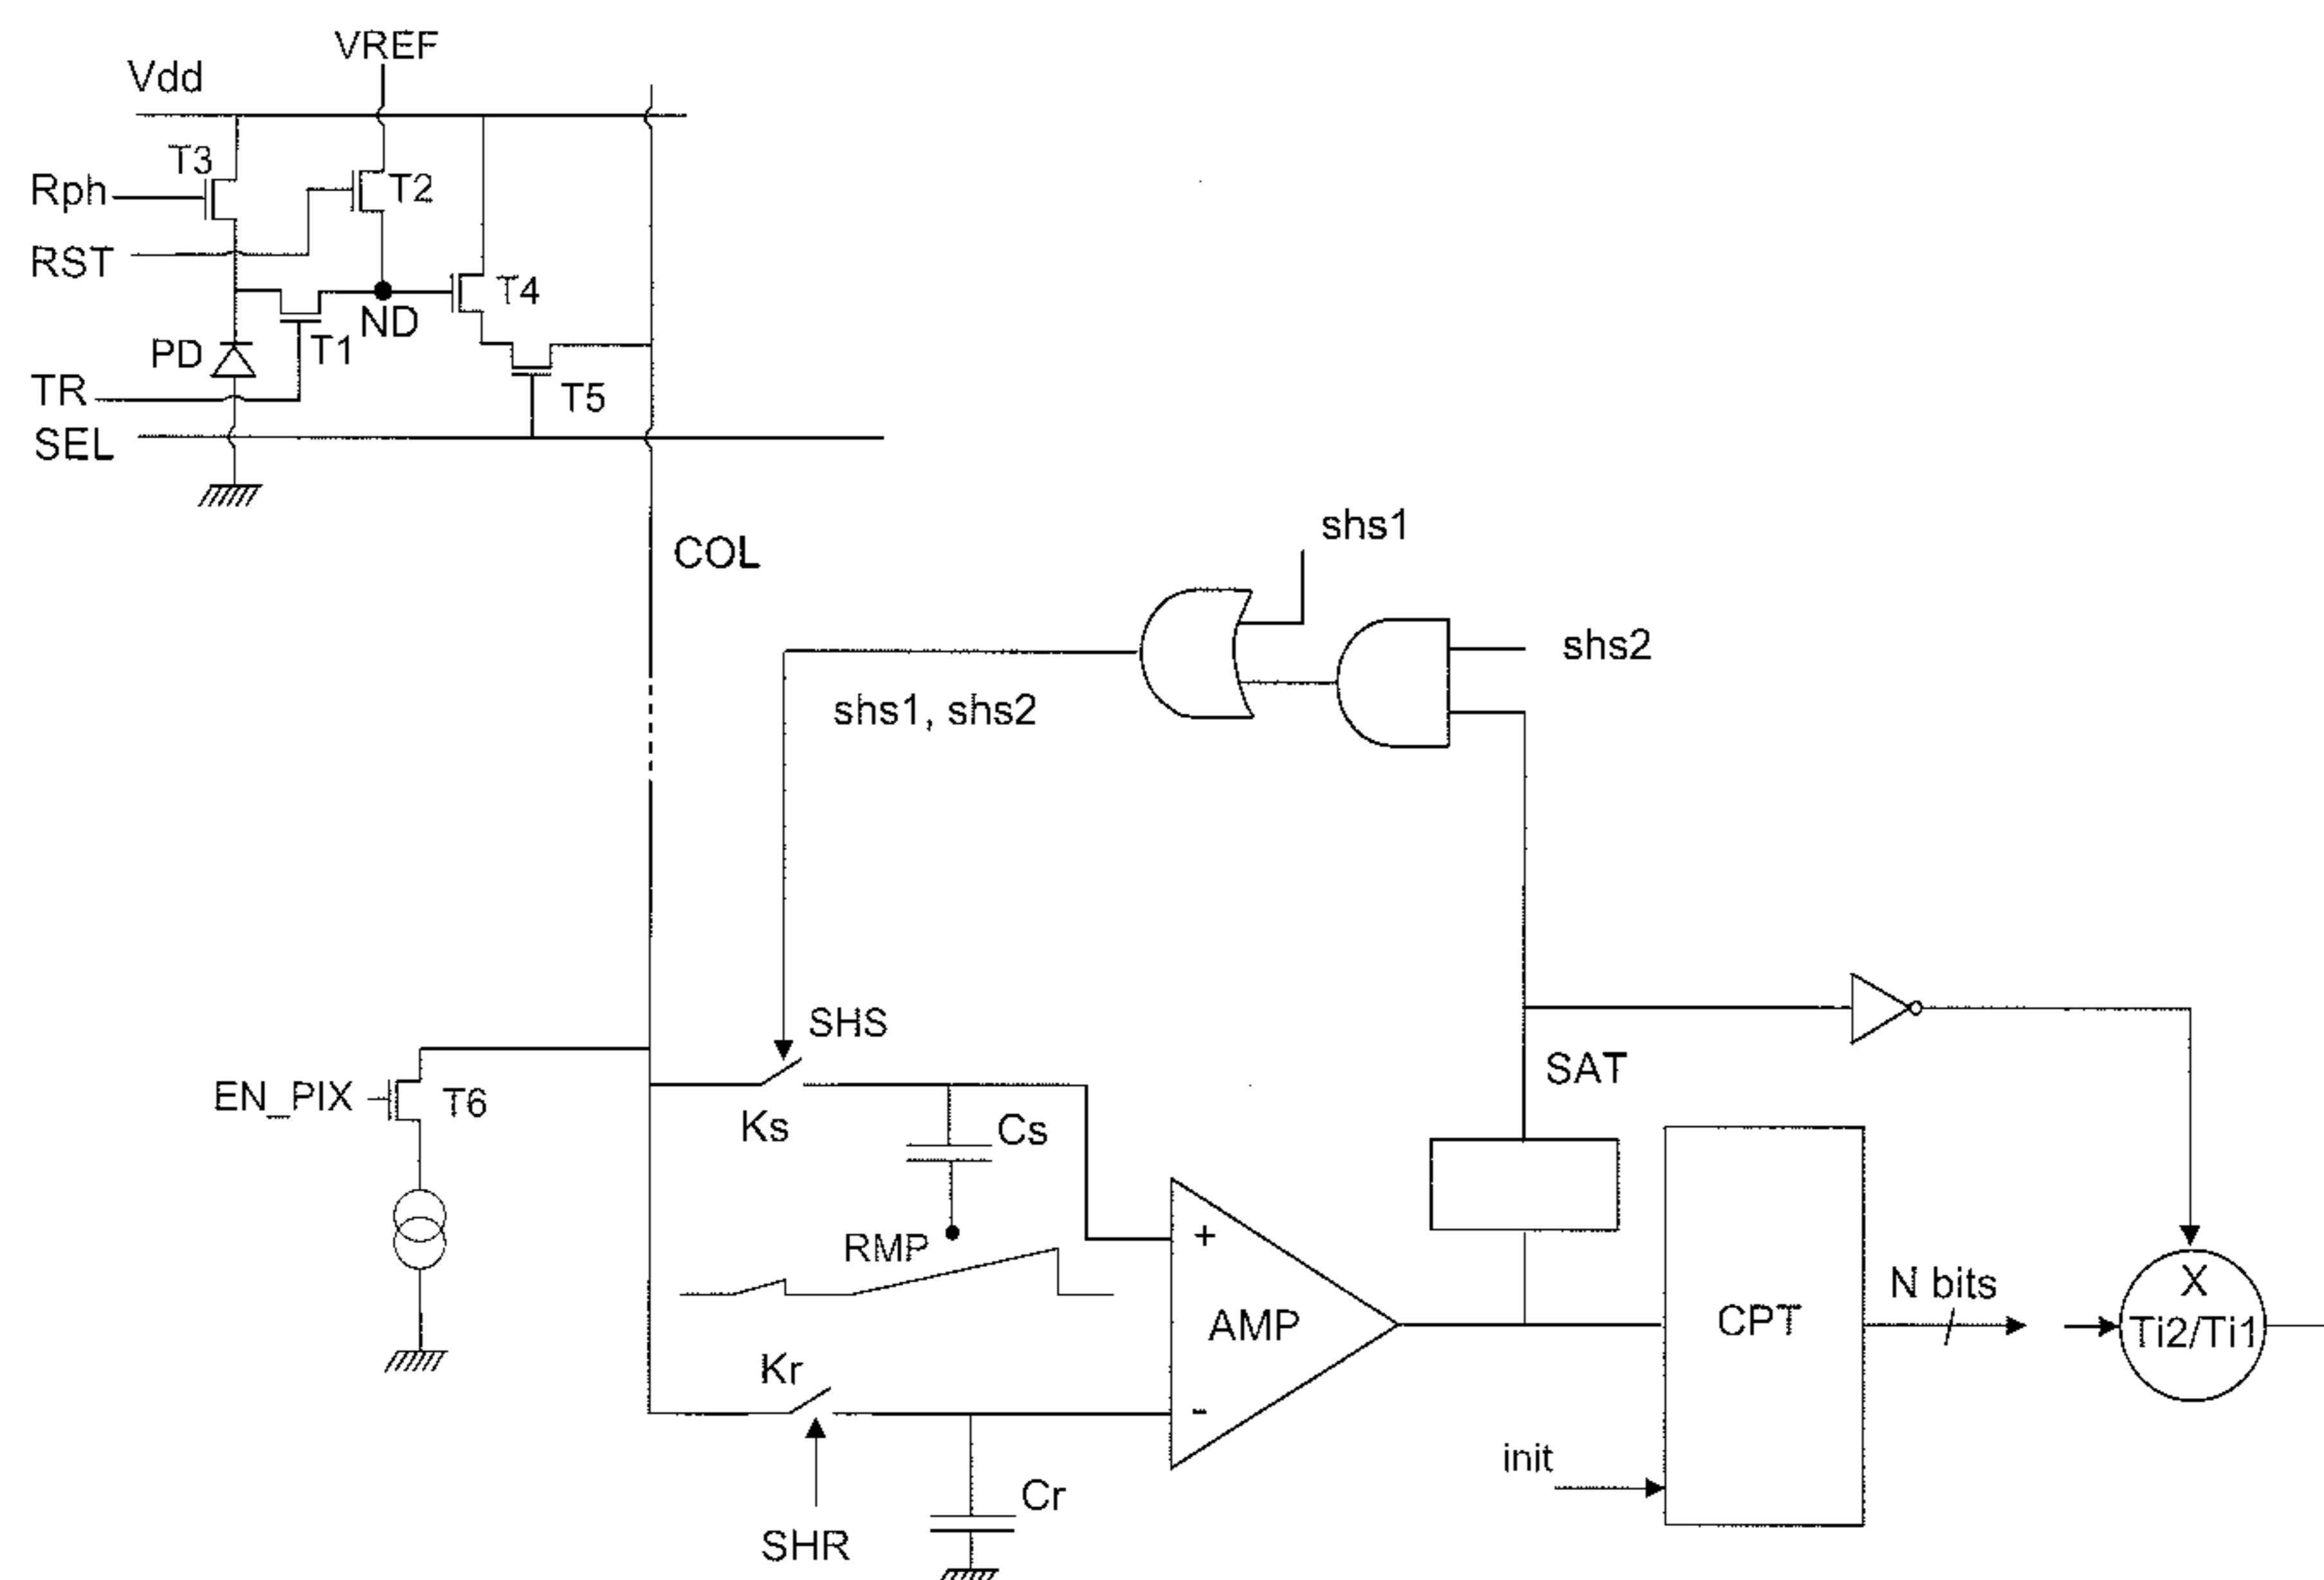 VREF
Vdd
T3
Rph
T2
RST
T4
ND
PD
T1
TR
T5
SEL
shs1
COL
shs2
shs1, shs2
SHS
SAT
EN_PIX
T6
Ks
Cs
+
RMP
X
N bits
AMP
CPT
Ti2/Ti1
Kr
-
init
Cr
SHR